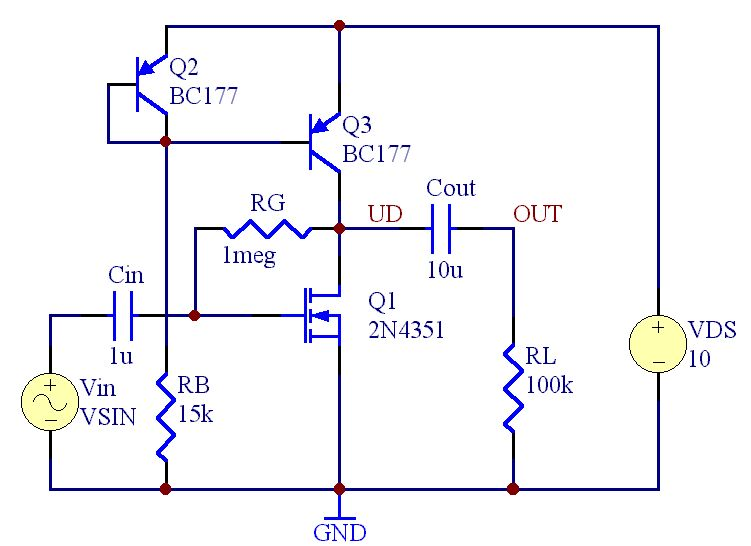 Q2
BC177
Q3
BC177
Cout
RG
UD
OUT
1meg
10u
Cin
Q1
2N4351
1u
+
VDS
10
−
RL
100k
Vin
VSIN
+
−
RB
15k
GND